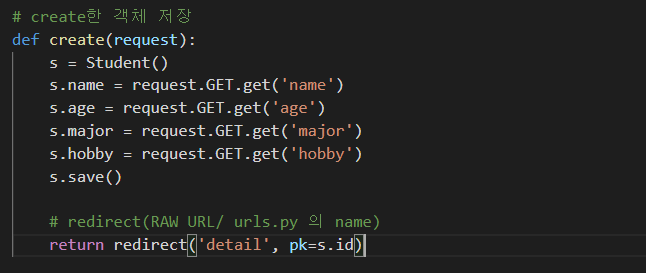 # create한 객체 저장
def create(request):
    s = Student()
    s.name = request.GET.get('name')
    s.age = request.GET.get('age')
    s.major = request.GET.get('major')
    s.hobby = request.GET.get('hobby')
    s.save()

    # redirect(RAW URL/ urls.py 의 name)
    return redirect('detail', pk=s.id)